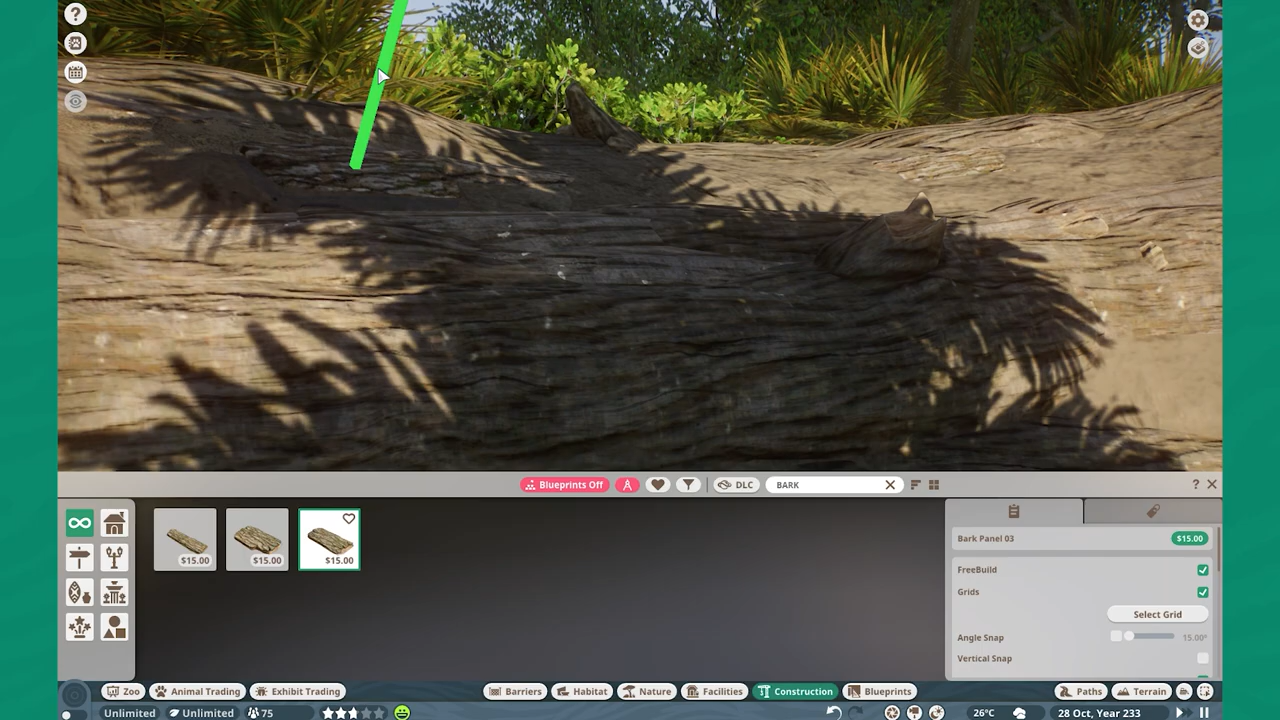 Blueprints Off
DLC
BARK
?
$15.00
$15.00
$15.00
Bark Panel 03
$15.00
FreeBuild
Grids
Select Grid
Angle Snap
15.00°
Vertical Snap
Zoo
Animal Trading
Exhibit Trading
Barriers
Habitat
Nature
Facilities
Construction
Blueprints
Paths
Terrain
Unlimited
Unlimited
75
26°C
28 Oct, Year 233